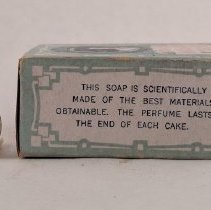 THIS SOAP IS SCIENTIFICALLY
MADE OF THE BEST MATERIALS
OBTAINABLE. THE PERFUME LASTS
THE END OF EACH CAKE.